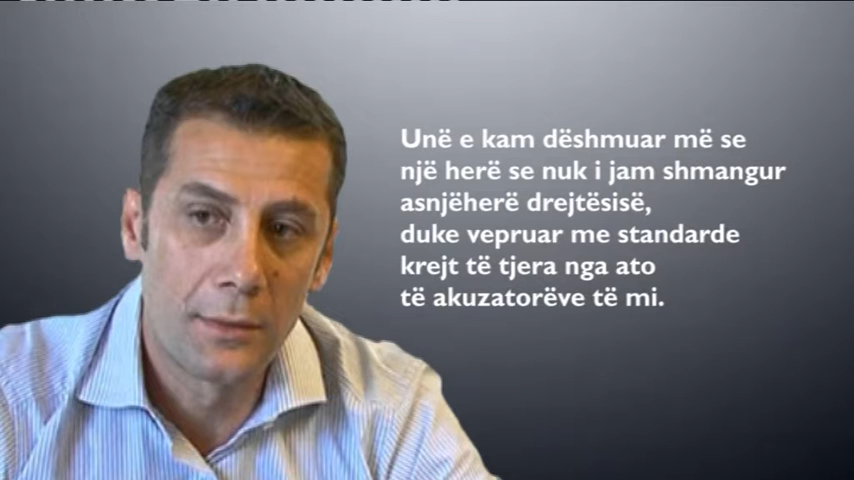 Unë e kam dëshmuar më se
një herë se nuk i jam shmangur
asnjëherë drejtësisë,
duke vepruar me standarde
krejt të tjera nga ato
të akuzatorëve të mi.